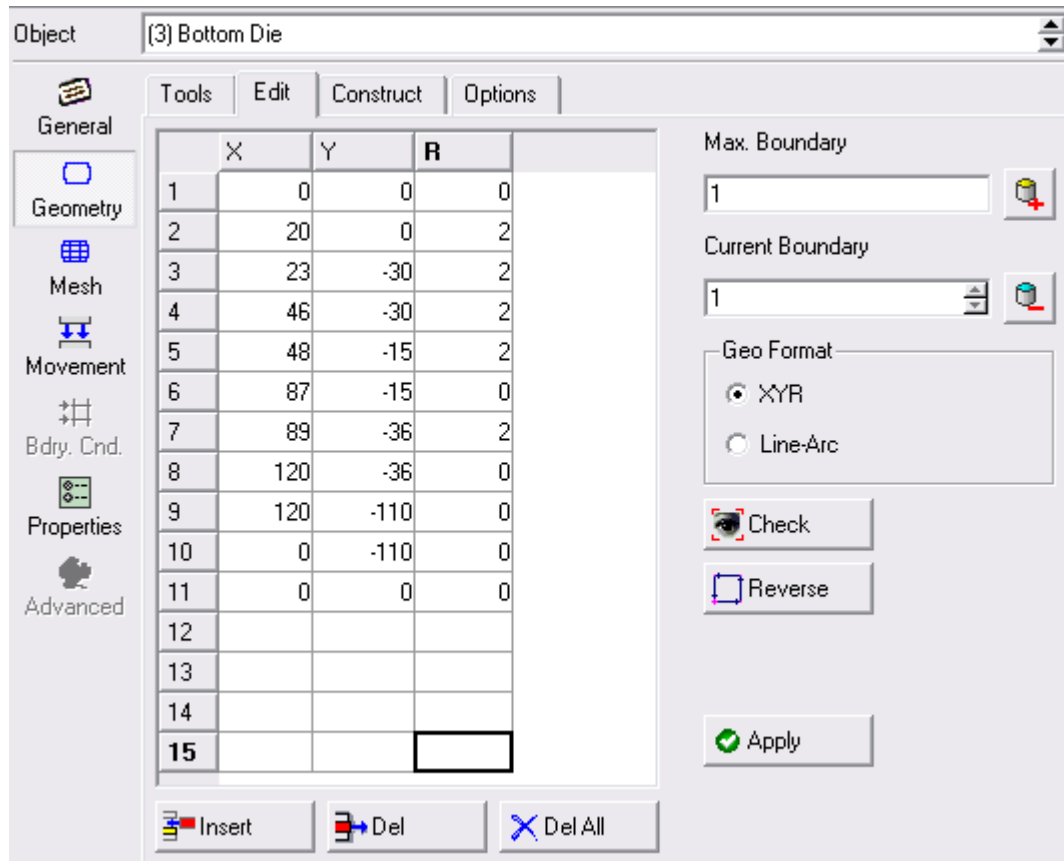 Object (3) Bottom Die
General
Geometry
Mesh
Movement
Bdry. Cnd.
Properties
Advanced
Tools Edit Construct Options
X Y R
1 0 0 0
2 20 0 2
3 23 -30 2
4 46 -30 2
5 48 -15 2
6 87 -15 0
7 89 -36 2
8 120 -36 0
9 120 -110 0
10 0 -110 0
11 0 0 0
12
13
14
15
Insert Del Del All
Max. Boundary
1
Current Boundary
1
Geo Format
XYR
Line-Arc
Check
Reverse
Apply